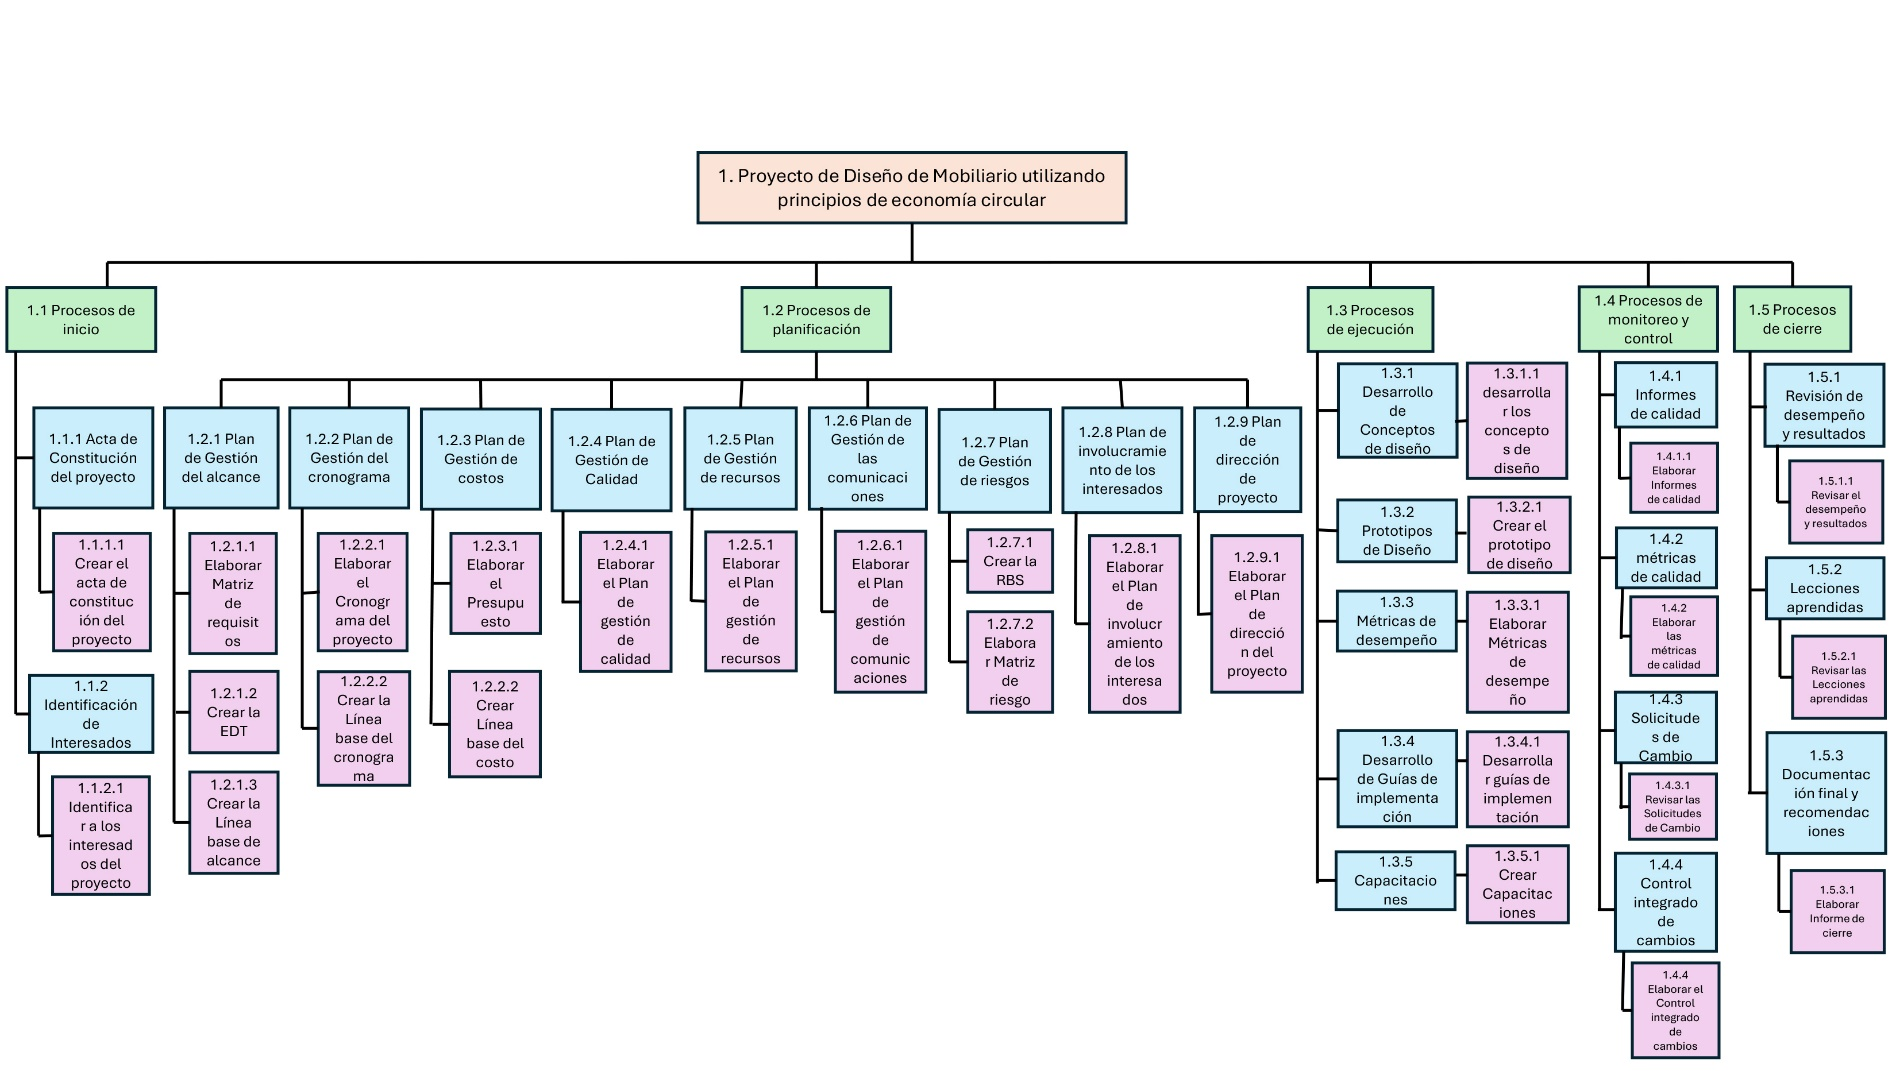 1. Proyecto de Diseño de Mobiliario utilizando
principios de economía circular
1.1 Procesos de
inicio
1.1.1 Acta de
Constitución
del proyecto
1.1.1.1
Crear el
acta de
constituc
ión del
proyecto
1.1.2
Identificación
de
Interesados
1.1.2.1
Identifica
r a los
interesad
os del
proyecto
1.2 Procesos de
planificación
1.2.1 Plan
de Gestión
del alcance
1.2.1.1
Elaborar
Matriz
de
requisit
os
1.2.1.2
Crear la
EDT
1.2.1.3
Crear la
Línea
base de
alcance
1.2.2 Plan de
Gestión del
cronograma
1.2.2.1
Elaborar
el
Cronogr
ama del
proyecto
1.2.2.2
Crear la
Línea
base del
cronogra
ma
1.2.3 Plan de
Gestión de
costos
1.2.3.1
Elaborar
el
Presupu
esto
1.2.2.2
Crear
Línea
base del
costo
1.2.4 Plan de
Gestión de
Calidad
1.2.4.1
Elaborar
el Plan
de
gestión
de
calidad
1.2.5 Plan
de Gestión
de recursos
1.2.5.1
Elaborar
el Plan
de
gestión
de
recursos
1.2.6 Plan de
Gestión de
las
comunicaci
ones
1.2.6.1
Elaborar
el Plan
de
gestión
de
comunic
aciones
1.2.7 Plan
de Gestión
de riesgos
1.2.7.1
Crear la
RBS
1.2.7.2
Elabora
r Matriz
de
riesgo
1.2.8 Plan de
involucramie
nto de los
interesados
1.2.8.1
Elaborar
el Plan
de
involucr
amiento
de los
interesa
dos
1.2.9 Plan
de
dirección
de
proyecto
1.2.9.1
Elaborar
el Plan
de
direcció
n del
proyecto
1.3 Procesos
de ejecución
1.3.1
Desarrollo
de
Conceptos
de diseño
1.3.1.1
desarrolla
r los
concepto
s de
diseño
1.3.2
Prototipos
de Diseño
1.3.2.1
Crear el
prototipo
de diseño
1.3.3
Métricas de
desempeño
1.3.3.1
Elaborar
Métricas
de
desempe
ño
1.3.4
Desarrollo
de Guías de
implementa
ción
1.3.4.1
Desarrolla
r guías de
implemen
tación
1.3.5
Capacitacio
nes
1.3.5.1
Crear
Capacitac
iones
1.4 Procesos de
monitoreo y
control
1.4.1
Informes
de calidad
1.4.1.1
Elaborar
Informes
de calidad
1.4.2
métricas
de calidad
1.4.2
Elaborar
las
métricas
de calidad
1.4.3
Solicitude
s de
Cambio
1.4.3.1
Revisar las
Solicitudes
de Cambio
1.4.4
Control
integrado
de
cambios
1.4.4
Elaborar el
Control
integrado
de
cambios
1.5 Procesos
de cierre
1.5.1
Revisión de
desempeño
y resultados
1.5.1.1
Revisar el
desempeño
y resultados
1.5.2
Lecciones
aprendidas
1.5.2.1
Revisar las
Lecciones
aprendidas
1.5.3
Documentac
ión final y
recomendac
iones
1.5.3.1
Elaborar
Informe de
cierre